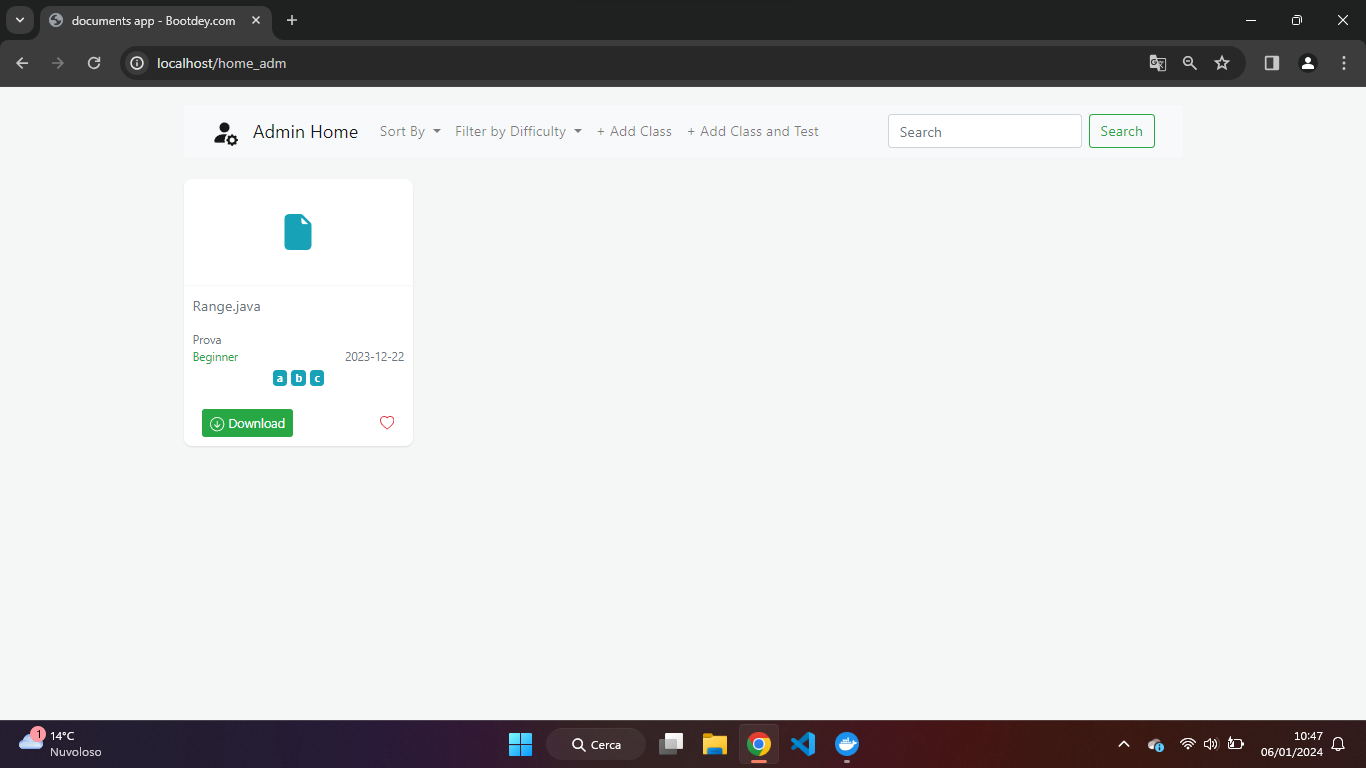 documents app - Bootdey.com
localhost/home_adm
Admin Home Sort By Filter by Difficulty + Add Class + Add Class and Test Search Search
Range.java
Prova
Beginner 2023-12-22
a b c
Download
1 14°C
Nuvoloso
Cerca
10:47
06/01/2024